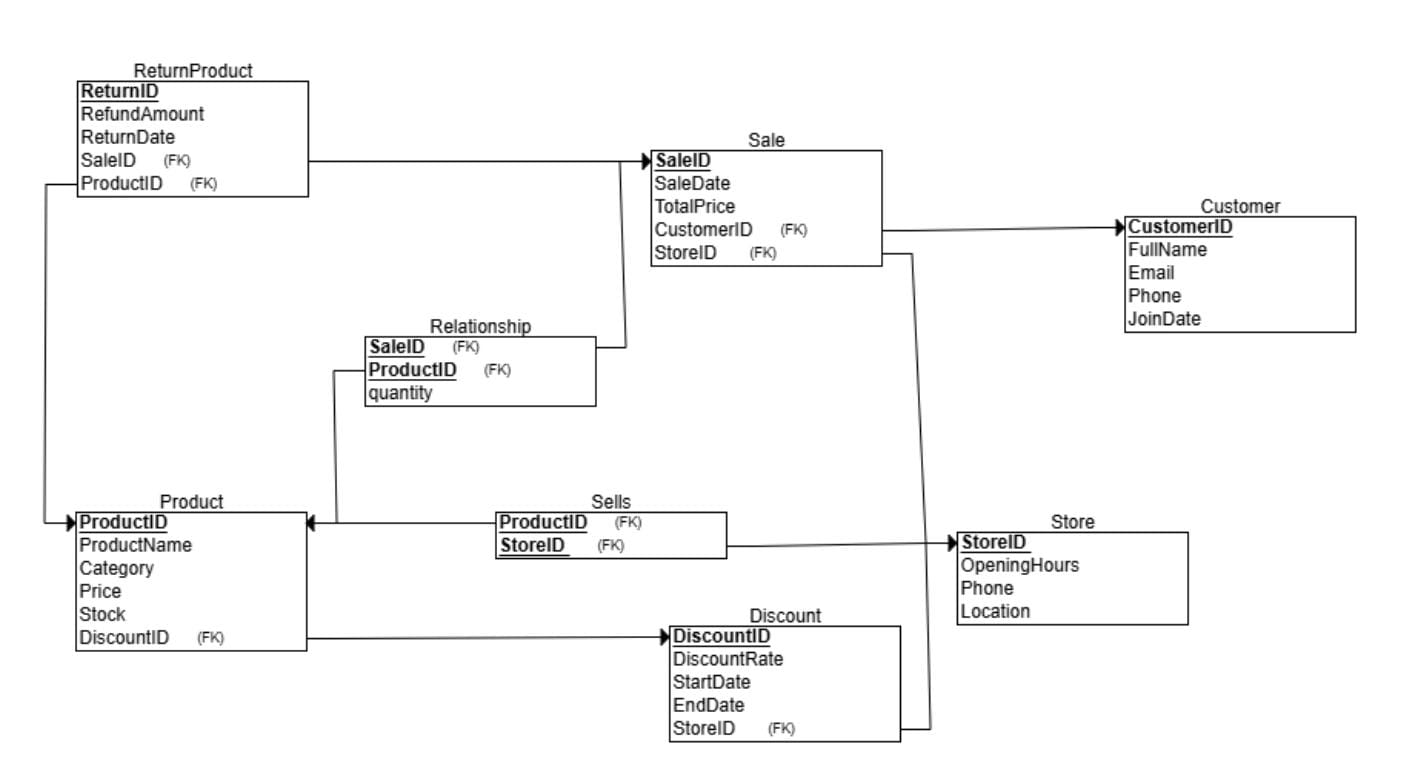 ReturnProduct
ReturnID
RefundAmount
ReturnDate
SaleID (FK)
ProductID (FK)
Sale
SaleID
SaleDate
TotalPrice
CustomerID (FK)
StoreID (FK)
Customer
CustomerID
FullName
Email
Phone
JoinDate
Relationship
SaleID (FK)
ProductID (FK)
quantity
Product
ProductID
ProductName
Category
Price
Stock
DiscountID (FK)
Sells
ProductID (FK)
StoreID (FK)
Store
StoreID
OpeningHours
Phone
Location
Discount
DiscountID
DiscountRate
StartDate
EndDate
StoreID (FK)